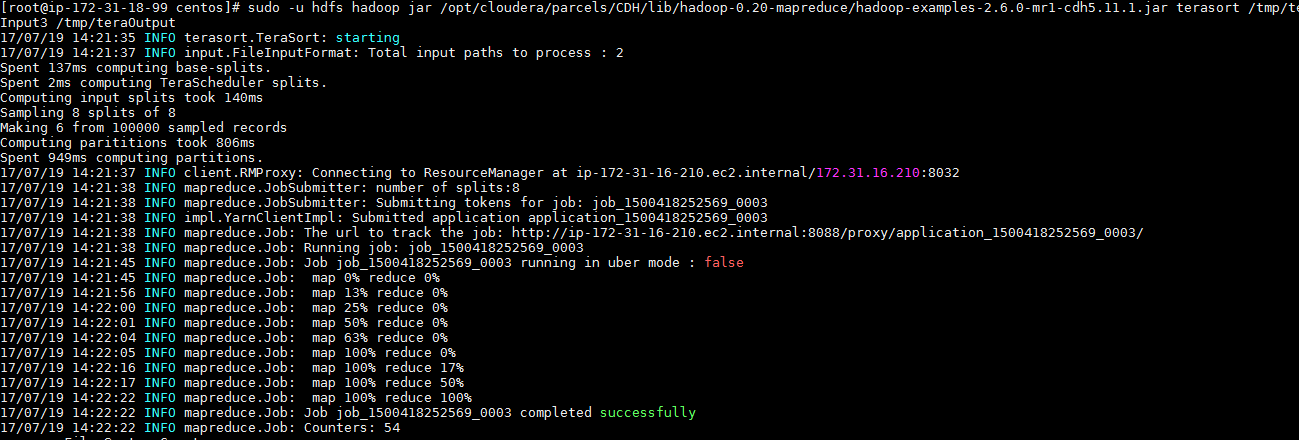 [root@ip-172-31-18-99 centos]# sudo -u hdfs hadoop jar /opt/cloudera/parcels/CDH/lib/hadoop-0.20-mapreduce/hadoop-examples-2.6.0-mr1-cdh5.11.1.jar terasort /tmp/te
Input3 /tmp/teraOutput
17/07/19 14:21:35 INFO terasort.TeraSort: starting
17/07/19 14:21:37 INFO input.FileInputFormat: Total input paths to process : 2
Spent 137ms computing base-splits.
Spent 2ms computing TeraScheduler splits.
Computing input splits took 140ms
Sampling 8 splits of 8
Making 6 from 100000 sampled records
Computing parititions took 806ms
Spent 949ms computing partitions.
17/07/19 14:21:37 INFO client.RMProxy: Connecting to ResourceManager at ip-172-31-16-210.ec2.internal/172.31.16.210:8032
17/07/19 14:21:38 INFO mapreduce.JobSubmitter: number of splits:8
17/07/19 14:21:38 INFO mapreduce.JobSubmitter: Submitting tokens for job: job_1500418252569_0003
17/07/19 14:21:38 INFO impl.YarnClientImpl: Submitted application application_1500418252569_0003
17/07/19 14:21:38 INFO mapreduce.Job: The url to track the job: http://ip-172-31-16-210.ec2.internal:8088/proxy/application_1500418252569_0003/
17/07/19 14:21:38 INFO mapreduce.Job: Running job: job_1500418252569_0003
17/07/19 14:21:45 INFO mapreduce.Job: Job job_1500418252569_0003 running in uber mode : false
17/07/19 14:21:45 INFO mapreduce.Job:  map 0% reduce 0%
17/07/19 14:21:56 INFO mapreduce.Job:  map 13% reduce 0%
17/07/19 14:22:00 INFO mapreduce.Job:  map 25% reduce 0%
17/07/19 14:22:01 INFO mapreduce.Job:  map 50% reduce 0%
17/07/19 14:22:04 INFO mapreduce.Job:  map 63% reduce 0%
17/07/19 14:22:05 INFO mapreduce.Job:  map 100% reduce 0%
17/07/19 14:22:16 INFO mapreduce.Job:  map 100% reduce 17%
17/07/19 14:22:17 INFO mapreduce.Job:  map 100% reduce 50%
17/07/19 14:22:22 INFO mapreduce.Job:  map 100% reduce 100%
17/07/19 14:22:22 INFO mapreduce.Job: Job job_1500418252569_0003 completed successfully
17/07/19 14:22:22 INFO mapreduce.Job: Counters: 54